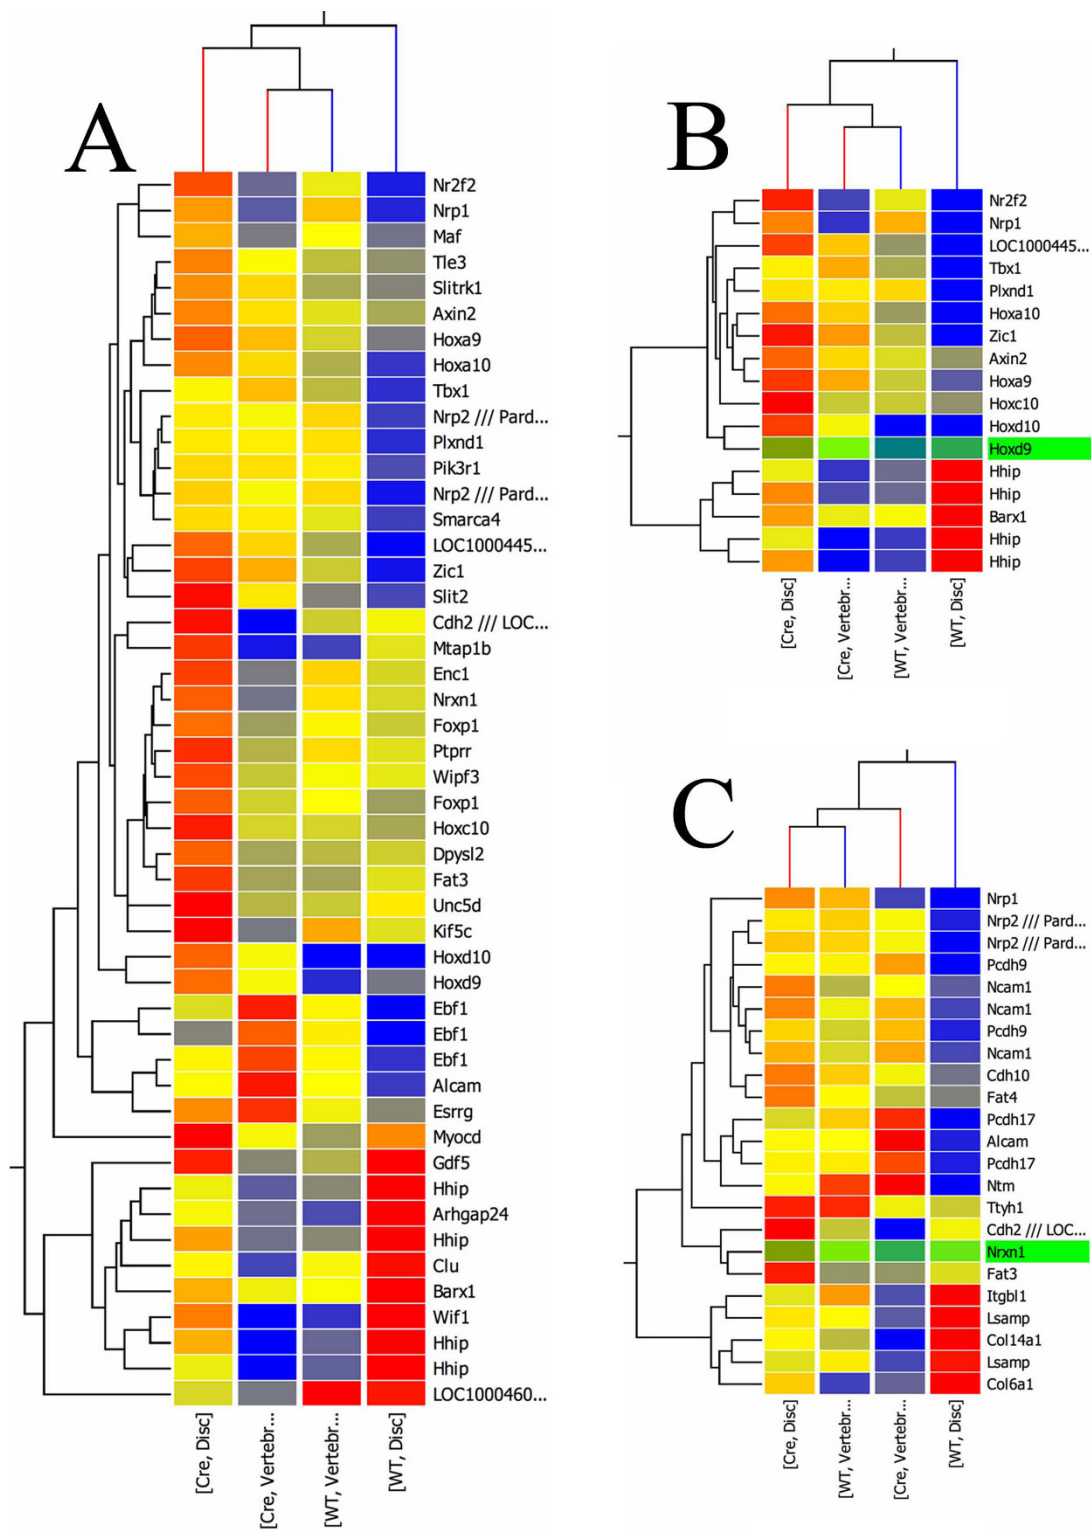 A
Nr2f2
Nrp1
Maf
Tle3
Slitrk1
Axin2
Hoxa9
Hoxa10
Tbx1
Nrp2 /// Pard...
Plxnd1
Pik3r1
Nrp2 /// Pard...
Smarca4
LOC1000445...
Zic1
Slit2
Cdh2 /// LOC...
Mtap1b
Enc1
Nrxn1
Foxp1
Ptprr
Wipf3
Foxp1
Hoxc10
Dpysl2
Fat3
Unc5d
Kif5c
Hoxd10
Hoxd9
Ebf1
Ebf1
Ebf1
Alcam
Esrrg
Myocd
Gdf5
Hhip
Arhgap24
Hhip
Clu
Barx1
Wif1
Hhip
Hhip
LOC1000460...
[Cre, Disc]
[Cre, Vertebr...
[WT, Vertebr...
[WT, Disc]
B
Nr2f2
Nrp1
LOC1000445...
Tbx1
Plxnd1
Hoxa10
Zic1
Axin2
Hoxa9
Hoxc10
Hoxd10
Hoxd9
Hhip
Hhip
Barx1
Hhip
Hhip
[Cre, Disc]
[Cre, Vertebr...
[WT, Vertebr...
[WT, Disc]
C
Nrp1
Nrp2 /// Pard...
Nrp2 /// Pard...
Pcdh9
Ncam1
Ncam1
Pcdh9
Ncam1
Cdh10
Fat4
Pcdh17
Alcam
Pcdh17
Ntm
Ttyh1
Cdh2 /// LOC...
Nrxn1
Fat3
Itgbl1
Lsamp
Col14a1
Lsamp
Col6a1
[Cre, Disc]
[WT, Vertebr...
[Cre, Vertebr...
[WT, Disc]